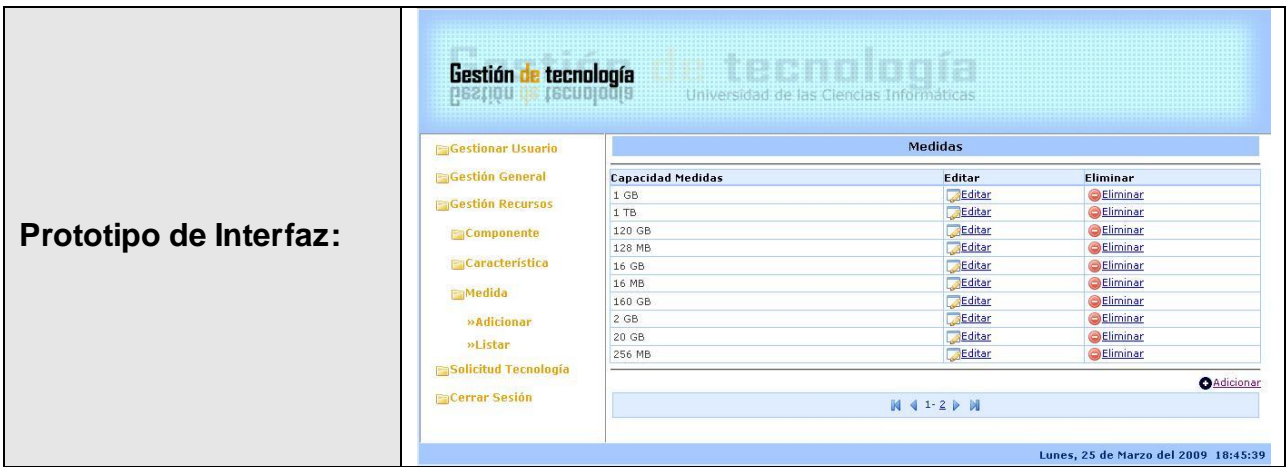 Prototipo de Interfaz:
Gestión de tecnología
Gestión de tecnología
Universidad de las Ciencias Informáticas
Gestionar Usuario
Gestión General
Gestión Recursos
Componente
Característica
Medida
»Adicionar
»Listar
Solicitud Tecnología
Cerrar Sesión
Medidas
Capacidad Medidas Editar Eliminar
1 GB Editar Eliminar
1 TB Editar Eliminar
120 GB Editar Eliminar
128 MB Editar Eliminar
16 GB Editar Eliminar
16 MB Editar Eliminar
160 GB Editar Eliminar
2 GB Editar Eliminar
20 GB Editar Eliminar
256 MB Editar Eliminar
Adicionar
1- 2
Lunes, 25 de Marzo del 2009 18:45:39